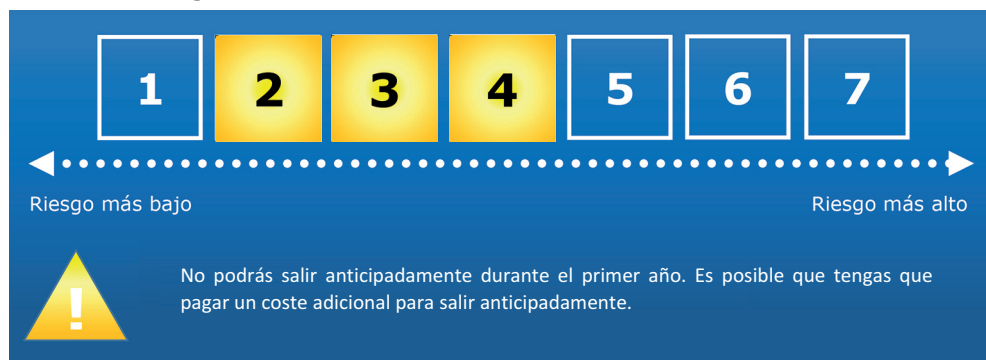 1 2 3 4 5 6 7
Riesgo más bajo Riesgo más alto
!
No podrás salir anticipadamente durante el primer año. Es posible que tengas que
pagar un coste adicional para salir anticipadamente.